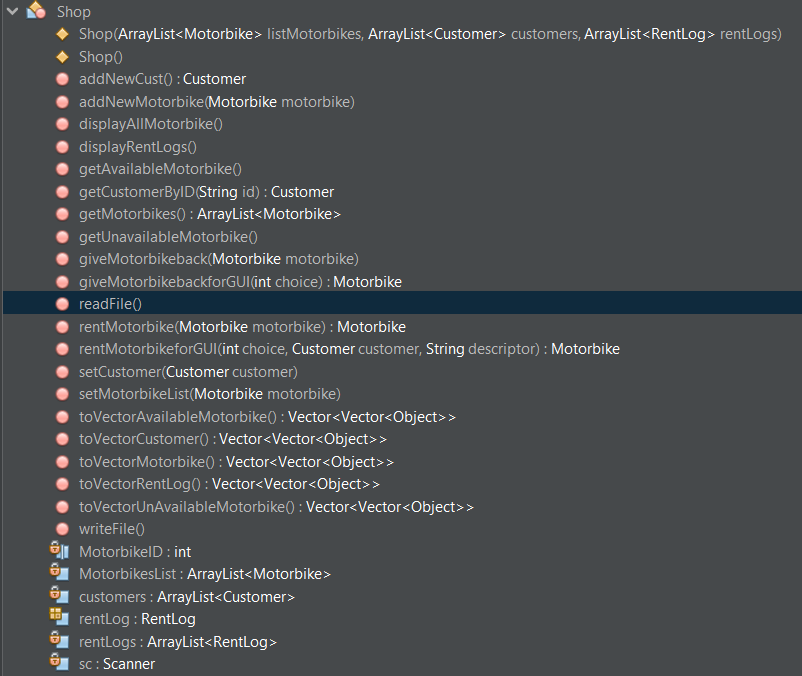 Shop
Shop(ArrayList<Motorbike> listMotorbikes, ArrayList<Customer> customers, ArrayList<RentLog> rentLogs)
Shop()
addNewCust() : Customer
addNewMotorbike(Motorbike motorbike)
displayAllMotorbike()
displayRentLogs()
getAvailableMotorbike()
getCustomerByID(String id) : Customer
getMotorbikes() : ArrayList<Motorbike>
getUnavailableMotorbike()
giveMotorbikeback(Motorbike motorbike)
giveMotorbikebackforGUI(int choice) : Motorbike
readFile()
rentMotorbike(Motorbike motorbike) : Motorbike
rentMotorbikeforGUI(int choice, Customer customer, String descriptor) : Motorbike
setCustomer(Customer customer)
setMotorbikeList(Motorbike motorbike)
toVectorAvailableMotorbike() : Vector<Vector<Object>>
toVectorCustomer() : Vector<Vector<Object>>
toVectorMotorbike() : Vector<Vector<Object>>
toVectorRentLog() : Vector<Vector<Object>>
toVectorUnAvailableMotorbike() : Vector<Vector<Object>>
writeFile()
MotorbikeID : int
MotorbikesList : ArrayList<Motorbike>
customers : ArrayList<Customer>
rentLog : RentLog
rentLogs : ArrayList<RentLog>
sc : Scanner